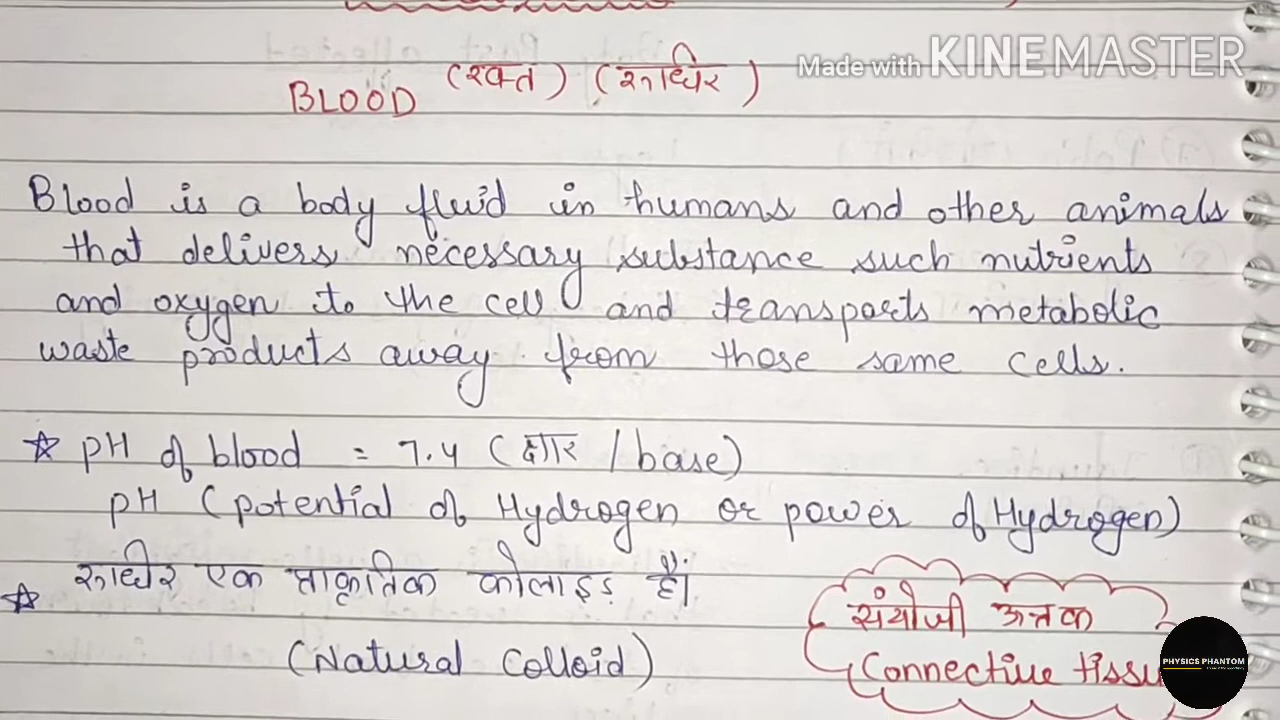 Made with KINEMASTER
BLOOD (रक्त) (रूधिर)
Blood is a body fluid in humans and other animals
that delivers necessary substance such nutrients
and oxygen to the cell and transports metabolic
waste products away from those same cells.
☆ pH of blood = 7.4 (क्षार / base)
pH (potential of Hydrogen or power of Hydrogen)
☆ रूधिर एक प्राकृतिक कोलाइड है।
(Natural Colloid)
संयोजी ऊत्तक
Connective tissu
PHYSICS PHANTOM